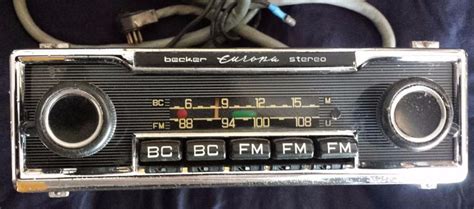 becker Europa stereo
BC 6 9 12 15 M
FM 88 94 100 108 U
BC BC FM FM FM